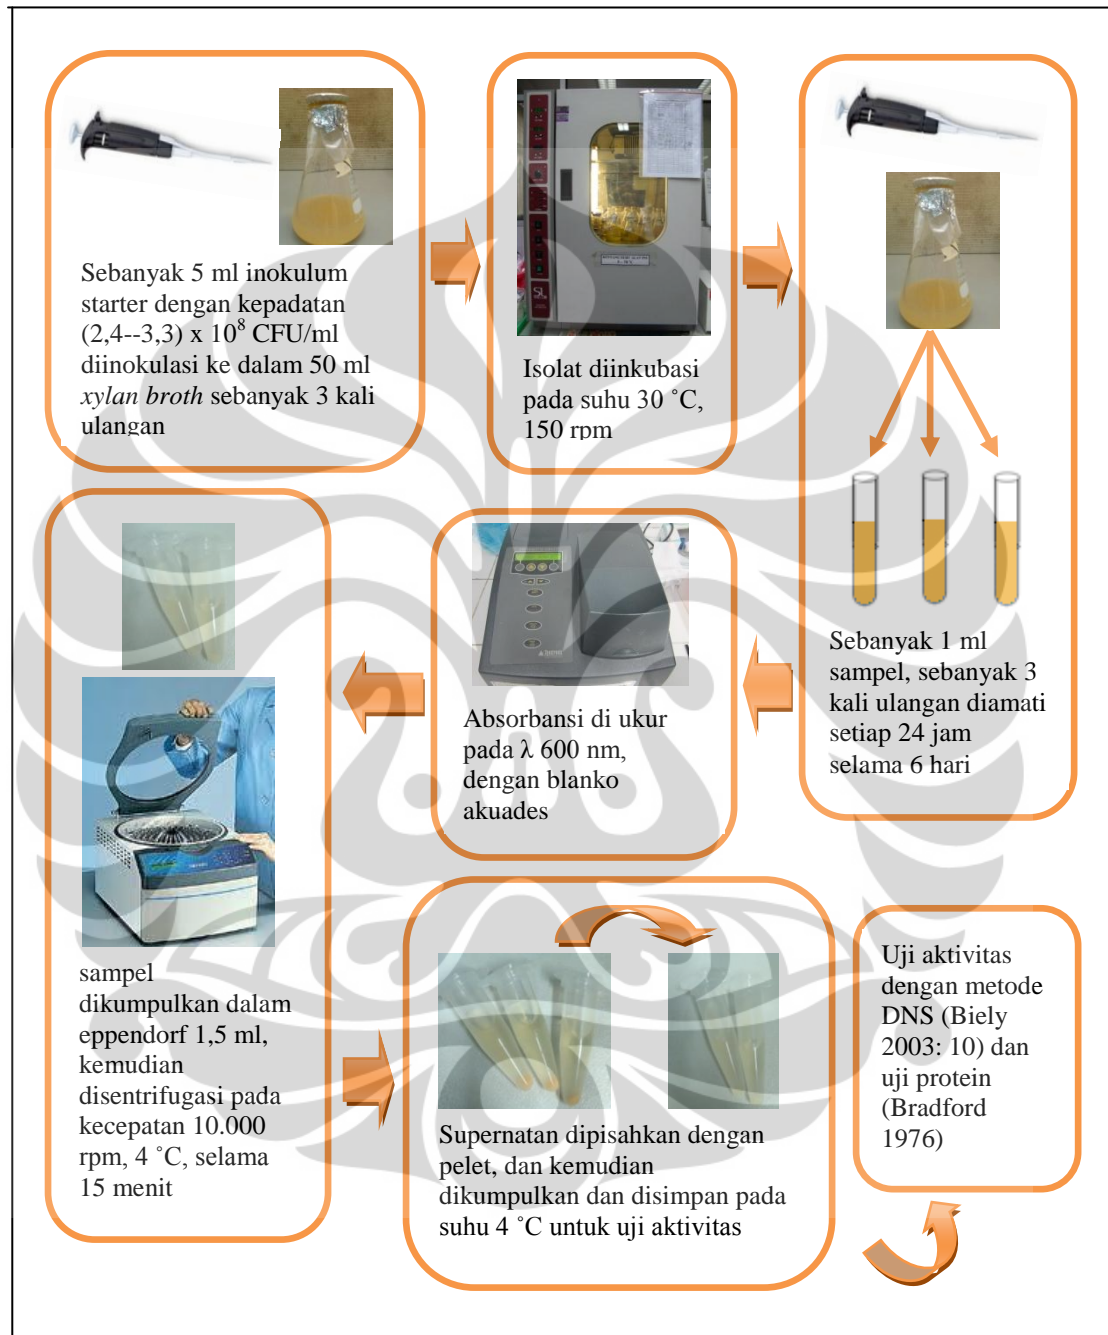 Sebanyak 5 ml inokulum
starter dengan kepadatan
(2,4--3,3) x 10⁸ CFU/ml
diinokulasi ke dalam 50 ml
xylan broth sebanyak 3 kali
ulangan
Isolat diinkubasi
pada suhu 30 ˚C,
150 rpm
Sebanyak 1 ml
sampel, sebanyak 3
kali ulangan diamati
setiap 24 jam
selama 6 hari
Absorbansi di ukur
pada λ 600 nm,
dengan blanko
akuades
sampel
dikumpulkan dalam
eppendorf 1,5 ml,
kemudian
disentrifugasi pada
kecepatan 10.000
rpm, 4 ˚C, selama
15 menit
Supernatan dipisahkan dengan
pelet, dan kemudian
dikumpulkan dan disimpan pada
suhu 4 ˚C untuk uji aktivitas
Uji aktivitas
dengan metode
DNS (Biely
2003: 10) dan
uji protein
(Bradford
1976)